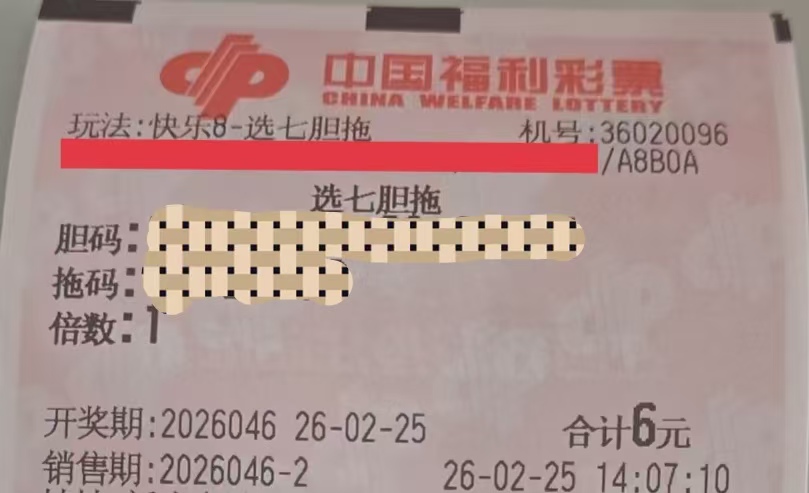 中国福利彩票
CHINA WELFARE LOTTERY
玩法:快乐8-选七胆拖 机号:36020096
/A8B0A
选七胆拖
胆码:
拖码:
倍数:1
开奖期:2026046 26-02-25 合计6元
销售期:2026046-2 26-02-25 14:07:10